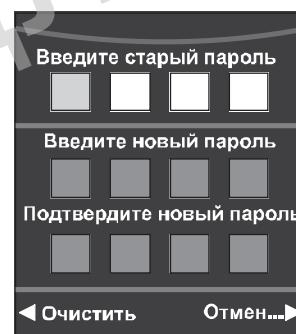 Введите старый пароль
Введите новый пароль
Подтвердите новый пароль
Очистить Отмен...